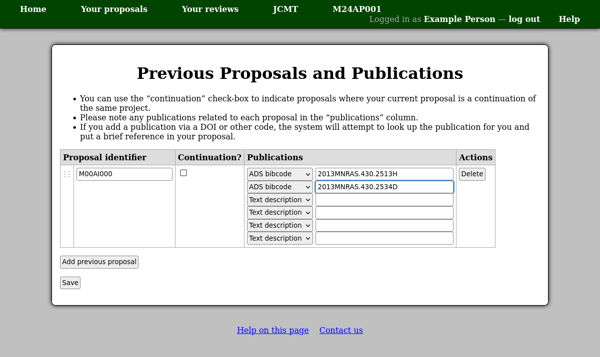 Home Your proposals Your reviews JCMT M24AP001
Logged in as Example Person — log out Help
Previous Proposals and Publications
• You can use the “continuation” check-box to indicate proposals where your current proposal is a continuation of
the same project.
• Please note any publications related to each proposal in the “publications” column.
• If you add a publication via a DOI or other code, the system will attempt to look up the publication for you and
put a brief reference in your proposal.
Proposal identifier Continuation? Publications Actions
M00AI000 ADS bibcode 2013MNRAS.430.2513H Delete
ADS bibcode 2013MNRAS.430.2534D
Text description
Text description
Text description
Text description
Add previous proposal
Save
Help on this page Contact us